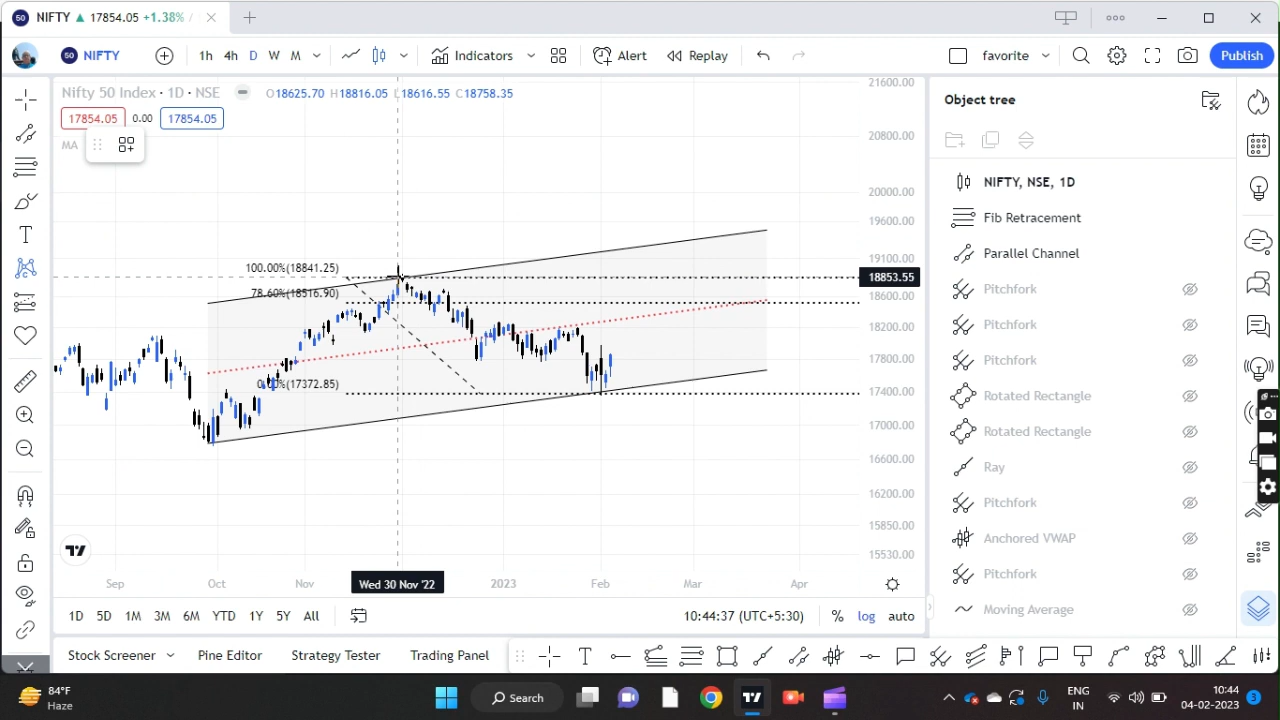 50 NIFTY ▲ 17854.05 +1.38% /
50 NIFTY 1h 4h D W M Indicators Alert Replay favorite Publish
Nifty 50 Index · 1D · NSE O18625.70 H18816.05 L18616.55 C18758.35
17854.05 0.00 17854.05
MA
21600.00
20800.00
20000.00
19600.00
19100.00
18853.55
18600.00
18200.00
17800.00
17400.00
17000.00
16600.00
16200.00
15850.00
15530.00
100.00%(18841.25)
78.60%(18516.90)
0.00%(17372.85)
Sep Oct Nov Wed 30 Nov '22 2023 Feb Mar Apr
1D 5D 1M 3M 6M YTD 1Y 5Y All 10:44:37 (UTC+5:30) % log auto
Stock Screener Pine Editor Strategy Tester Trading Panel
Object tree
NIFTY, NSE, 1D
Fib Retracement
Parallel Channel
Pitchfork
Pitchfork
Pitchfork
Rotated Rectangle
Rotated Rectangle
Ray
Pitchfork
Anchored VWAP
Pitchfork
Moving Average
84°F
Haze
Search
ENG
IN
10:44
04-02-2023
3